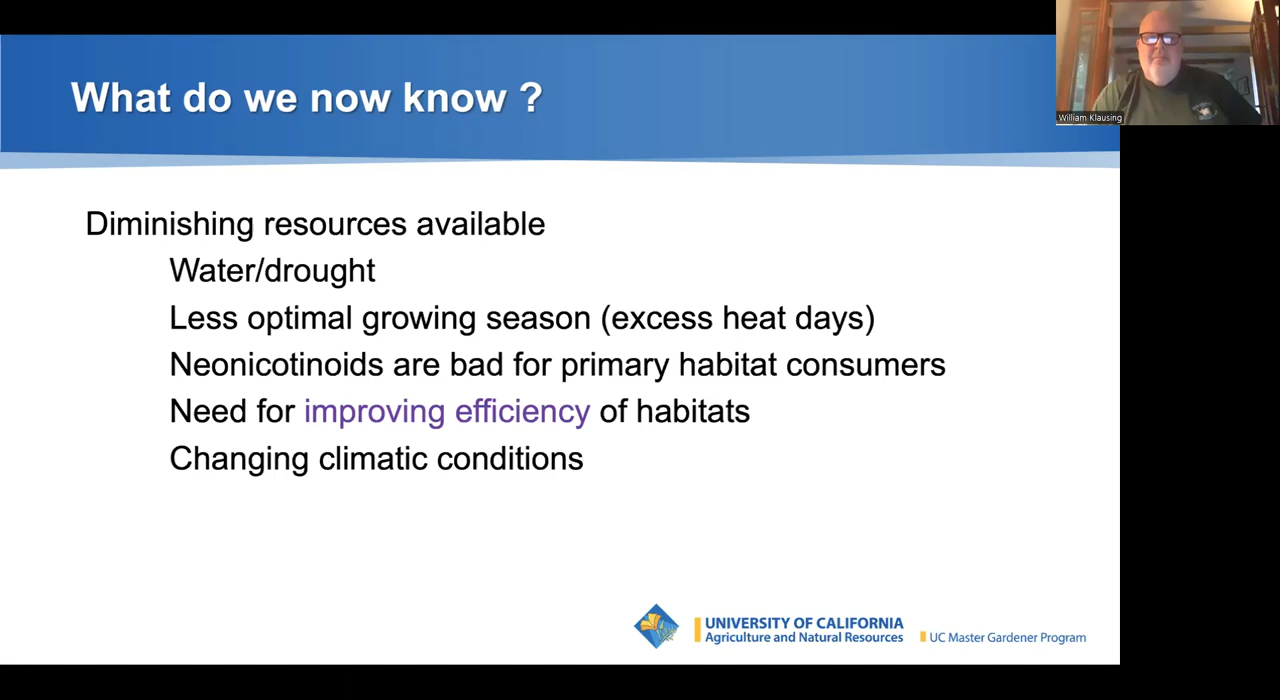 What do we now know ?
William Klausing
Diminishing resources available
Water/drought
Less optimal growing season (excess heat days)
Neonicotinoids are bad for primary habitat consumers
Need for improving efficiency of habitats
Changing climatic conditions
UNIVERSITY OF CALIFORNIA
Agriculture and Natural Resources
UC Master Gardener Program